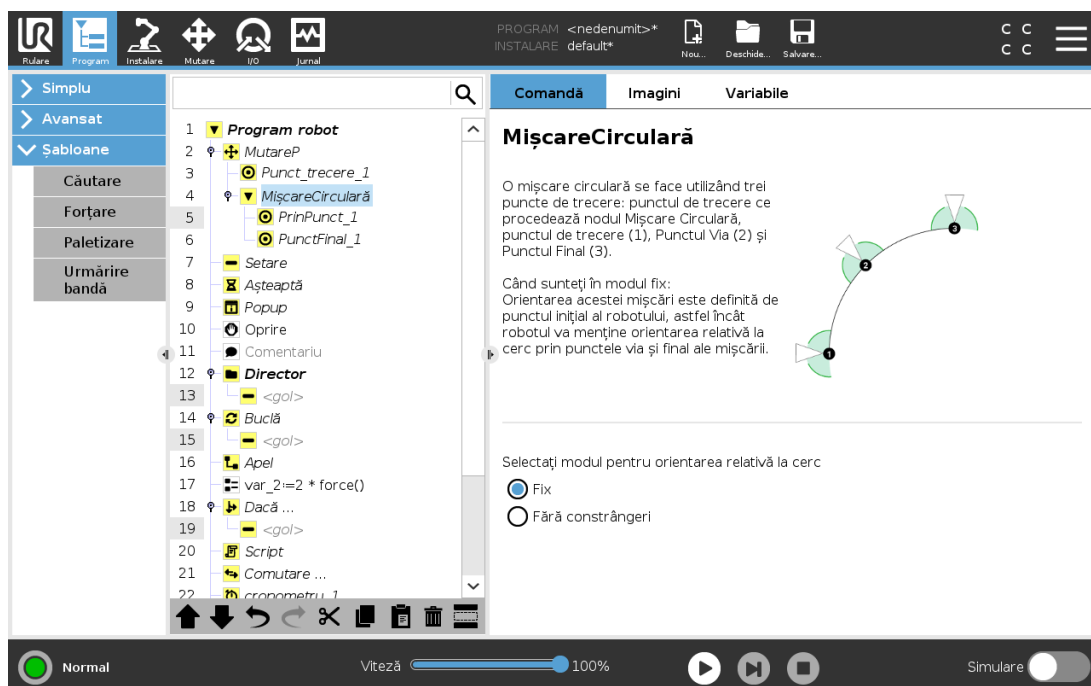 UR
PROGRAM <nedenumit>*
INSTALARE default*
Rulare
Program
Instalare
Mutare
I/O
Jurnal
Nou...
Deschide...
Salvare...
C C
C C
Simplu
Avansat
Șabloane
Căutare
Forțare
Paletizare
Urmărire
bandă
1 Program robot
2 MutareP
3 Punct_trecere_1
4 MișcareCirculară
5 PrinPunct_1
6 PunctFinal_1
7 Setare
8 Așteaptă
9 Popup
10 Oprire
11 Comentariu
12 Director
13 <gol>
14 Buclă
15 <gol>
16 Apel
17 var_2:=2 * force()
18 Dacă ...
19 <gol>
20 Script
21 Comutare ...
22 cronometru_1
Comandă
Imagini
Variabile
MișcareCirculară
O mișcare circulară se face utilizând trei
puncte de trecere: punctul de trecere ce
procedează nodul Mișcare Circulară,
punctul de trecere (1), Punctul Via (2) și
Punctul Final (3).
Când sunteți în modul fix:
Orientarea acestei mișcări este definită de
punctul inițial al robotului, astfel încât
robotul va menține orientarea relativă la
cerc prin punctele via și final ale mișcării.
3
2
1
Selectați modul pentru orientarea relativă la cerc
Fix
Fără constrângeri
Normal
Viteză
100%
Simulare